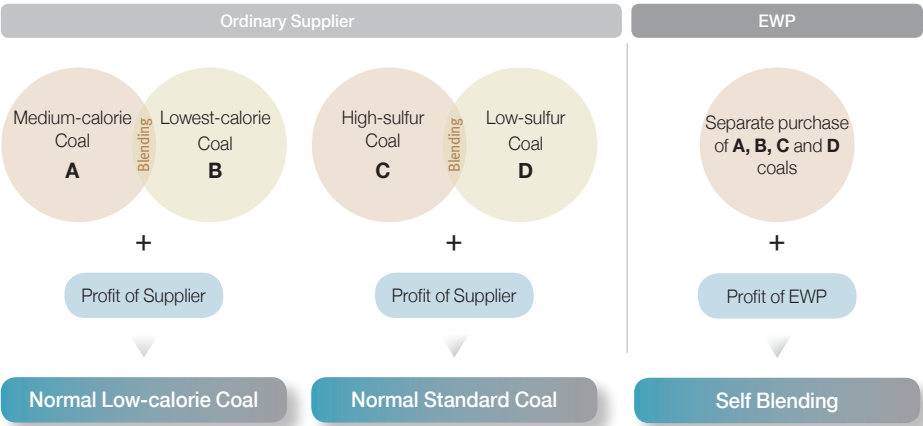 Ordinary Supplier
EWP
Medium-calorie
Coal
A
Blending
Lowest-calorie
Coal
B
High-sulfur
Coal
C
Blending
Low-sulfur
Coal
D
Separate purchase
of A, B, C and D
coals
+
+
+
Profit of Supplier
Profit of Supplier
Profit of EWP
Normal Low-calorie Coal
Normal Standard Coal
Self Blending